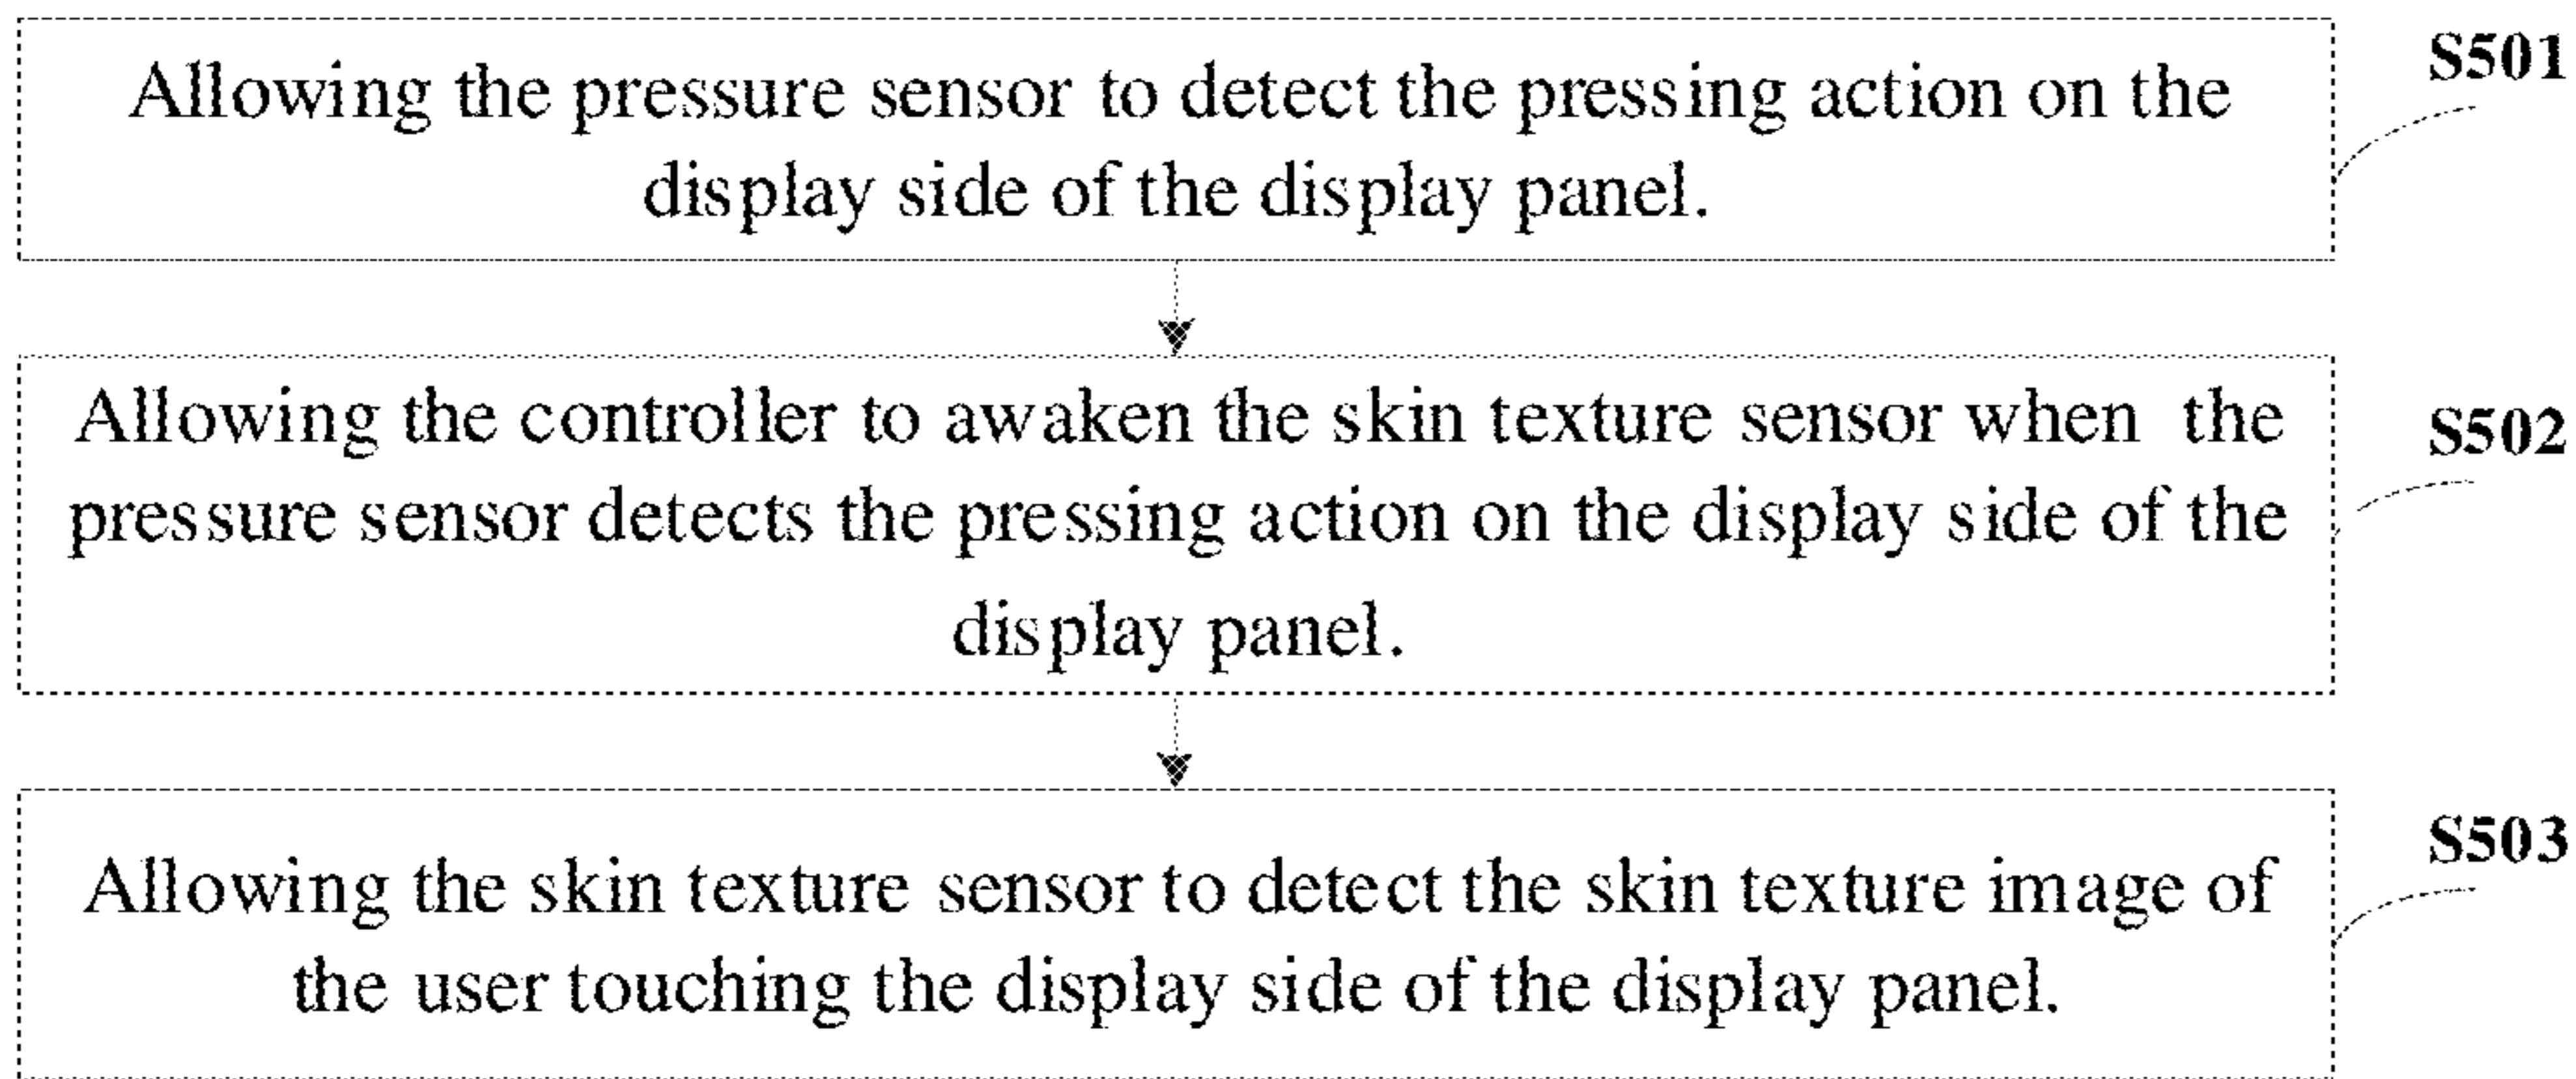 Allowing the pressure sensor to detect the pressing action on the
display side of the display panel.
S501
Allowing the controller to awaken the skin texture sensor when the
pressure sensor detects the pressing action on the display side of the
display panel.
S502
Allowing the skin texture sensor to detect the skin texture image of
the user touching the display side of the display panel.
S503